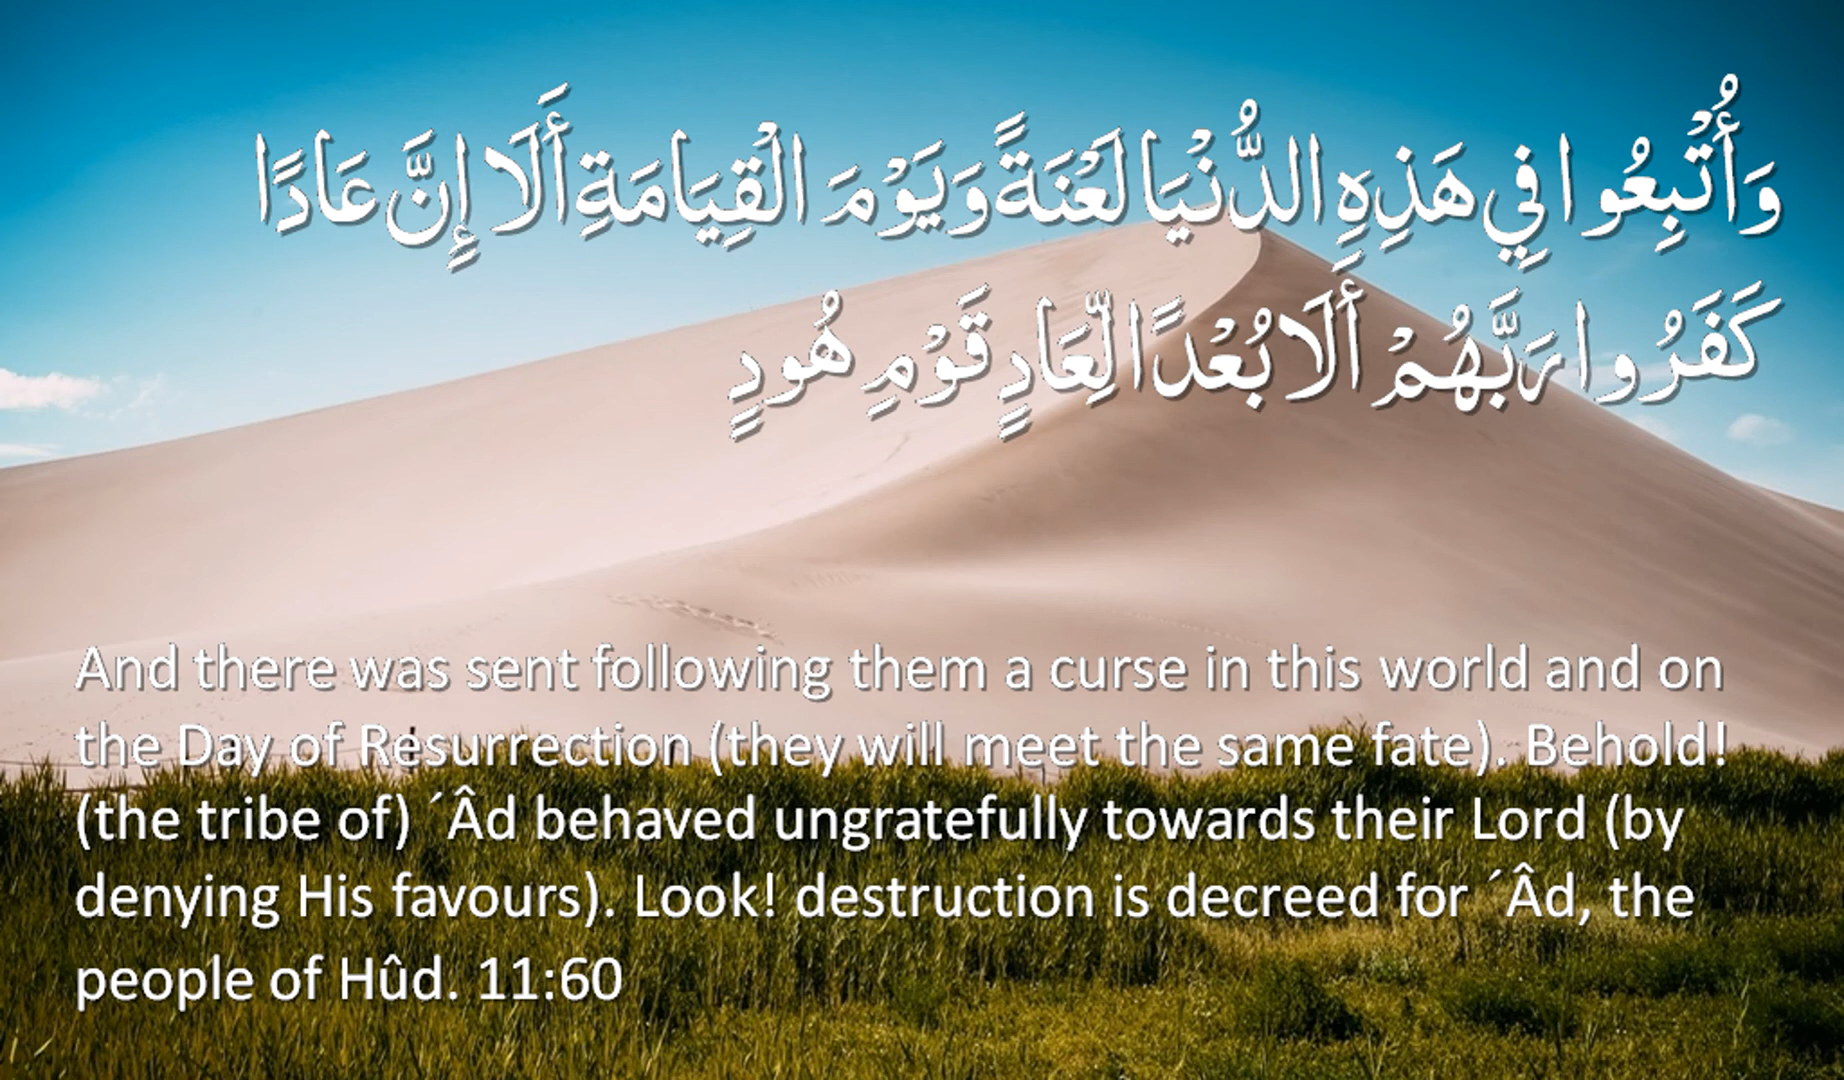 وَأُتْبِعُوا فِي هَذِهِ الدُّنْيَا لَعْنَةً وَيَوْمَ الْقِيَامَةِ أَلَا إِنَّ عَادًا
كَفَرُوا رَبَّهُمْ أَلَا بُعْدًا لِّعَادٍ قَوْمِ هُودٍ
And there was sent following them a curse in this world and on
the Day of Resurrection (they will meet the same fate). Behold!
(the tribe of) ´Âd behaved ungratefully towards their Lord (by
denying His favours). Look! destruction is decreed for ´Âd, the
people of Hûd. 11:60